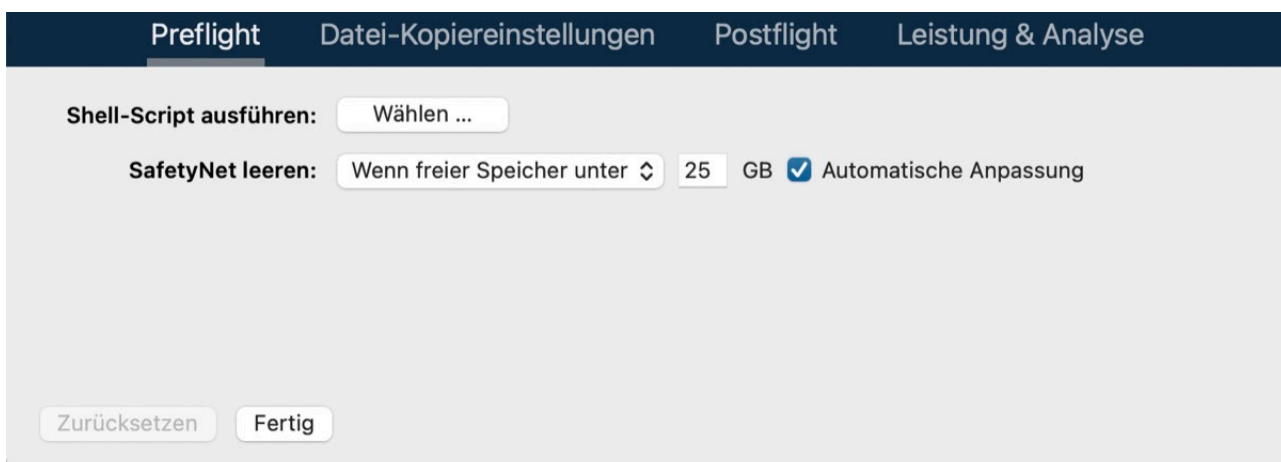 Preflight Datei-Kopiereinstellungen Postflight Leistung & Analyse
Shell-Script ausführen: Wählen ...
SafetyNet leeren: Wenn freier Speicher unter 25 GB Automatische Anpassung
Zurücksetzen Fertig